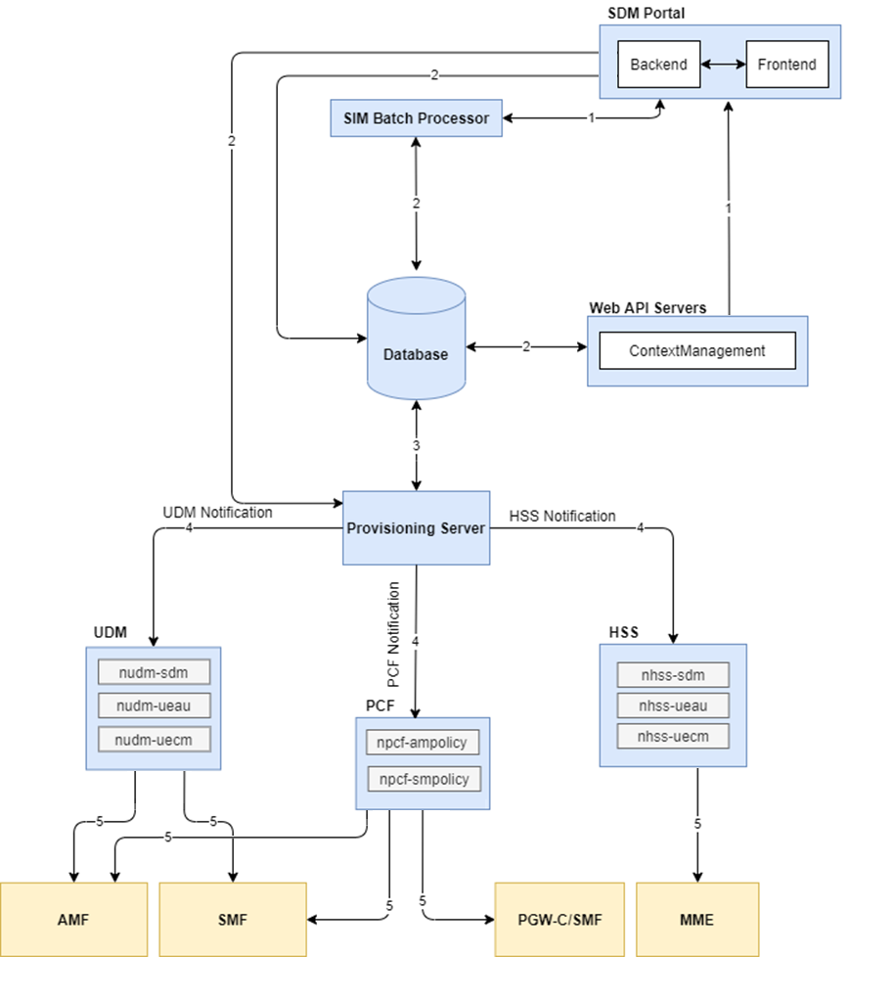 SDM Portal
Backend
Frontend
2
SIM Batch Processor
1
2
2
1
Web API Servers
Database
2
ContextManagement
3
UDM Notification
HSS Notification
4
Provisioning Server
4
PCF Notification
4
UDM
HSS
nudm-sdm
nhss-sdm
nudm-ueau
nhss-ueau
PCF
nudm-uecm
nhss-uecm
npcf-ampolicy
npcf-smpolicy
5
5
5
5
5
5
AMF
SMF
PGW-C/SMF
MME